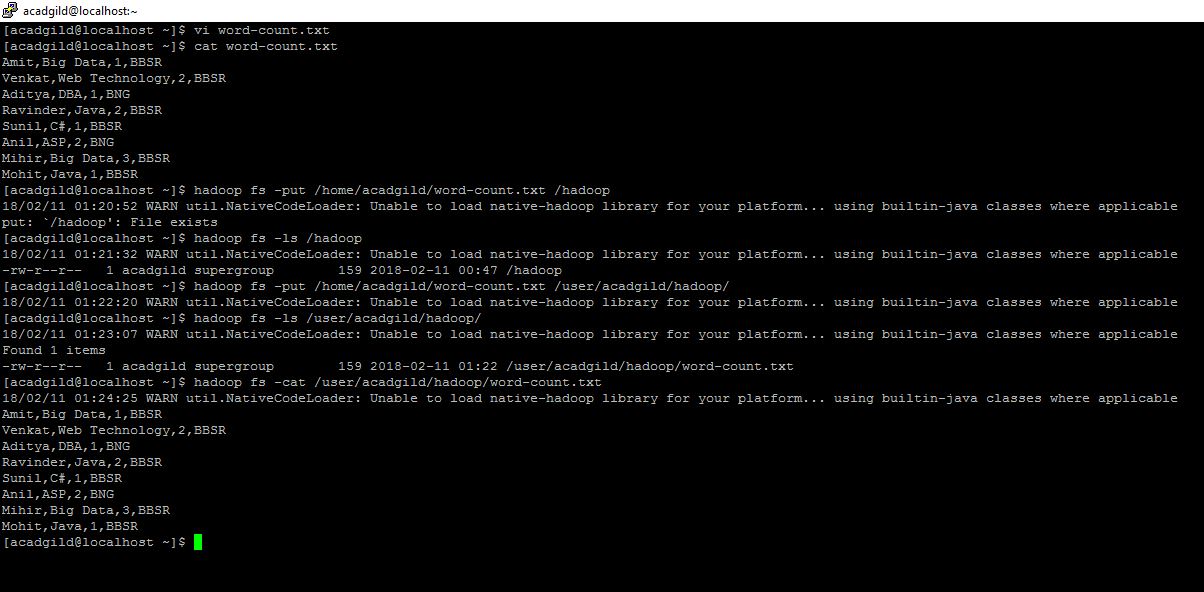 acadgild@localhost:~
[acadgild@localhost ~]$ vi word-count.txt
[acadgild@localhost ~]$ cat word-count.txt
Amit,Big Data,1,BBSR
Venkat,Web Technology,2,BBSR
Aditya,DBA,1,BNG
Ravinder,Java,2,BBSR
Sunil,C#,1,BBSR
Anil,ASP,2,BNG
Mihir,Big Data,3,BBSR
Mohit,Java,1,BBSR
[acadgild@localhost ~]$ hadoop fs -put /home/acadgild/word-count.txt /hadoop
18/02/11 01:20:52 WARN util.NativeCodeLoader: Unable to load native-hadoop library for your platform... using builtin-java classes where applicable
put: `/hadoop': File exists
[acadgild@localhost ~]$ hadoop fs -ls /hadoop
18/02/11 01:21:32 WARN util.NativeCodeLoader: Unable to load native-hadoop library for your platform... using builtin-java classes where applicable
-rw-r--r--   1 acadgild supergroup        159 2018-02-11 00:47 /hadoop
[acadgild@localhost ~]$ hadoop fs -put /home/acadgild/word-count.txt /user/acadgild/hadoop/
18/02/11 01:22:20 WARN util.NativeCodeLoader: Unable to load native-hadoop library for your platform... using builtin-java classes where applicable
[acadgild@localhost ~]$ hadoop fs -ls /user/acadgild/hadoop/
18/02/11 01:23:07 WARN util.NativeCodeLoader: Unable to load native-hadoop library for your platform... using builtin-java classes where applicable
Found 1 items
-rw-r--r--   1 acadgild supergroup        159 2018-02-11 01:22 /user/acadgild/hadoop/word-count.txt
[acadgild@localhost ~]$ hadoop fs -cat /user/acadgild/hadoop/word-count.txt
18/02/11 01:24:25 WARN util.NativeCodeLoader: Unable to load native-hadoop library for your platform... using builtin-java classes where applicable
Amit,Big Data,1,BBSR
Venkat,Web Technology,2,BBSR
Aditya,DBA,1,BNG
Ravinder,Java,2,BBSR
Sunil,C#,1,BBSR
Anil,ASP,2,BNG
Mihir,Big Data,3,BBSR
Mohit,Java,1,BBSR
[acadgild@localhost ~]$